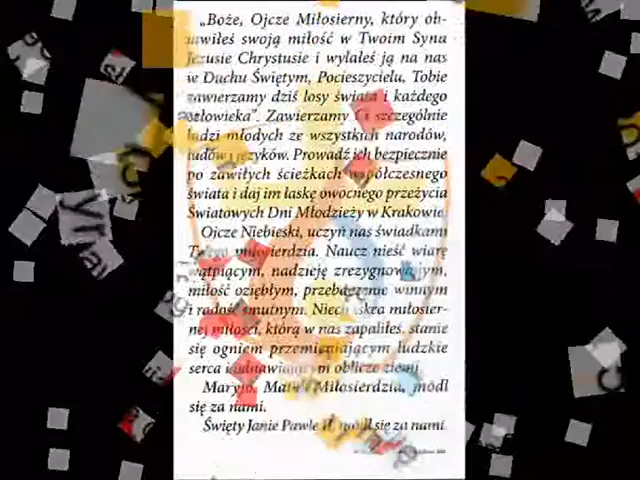 „Boże, Ojcze Miłosierny, który ob-
jawiłeś swoją miłość w Twoim Synu
Jezusie Chrystusie i wylałeś ją na nas
w Duchu Świętym, Pocieszycielu, Tobie
zawierzamy dziś losy świata i każdego
człowieka". Zawierzamy Ci szczególnie
ludzi młodych ze wszystkich narodów,
ludów i języków. Prowadź ich bezpiecznie
po zawiłych ścieżkach współczesnego
świata i daj im łaskę owocnego przeżycia
Światowych Dni Młodzieży w Krakowie.
Ojcze Niebieski, uczyń nas świadkami
Twego miłosierdzia. Naucz nieść wiarę
wątpiącym, nadzieję zrezygnowanym,
miłość oziębłym, przebaczenie winnym
i radość smutnym. Niech iskra miłosier-
nej miłości, którą w nas zapaliłeś, stanie
się ogniem przemieniającym ludzkie
serca i odnawiającym oblicze ziemi.
Maryjo, Matko Miłosierdzia, módl
się za nami.
Święty Janie Pawle II, módl się za nami.